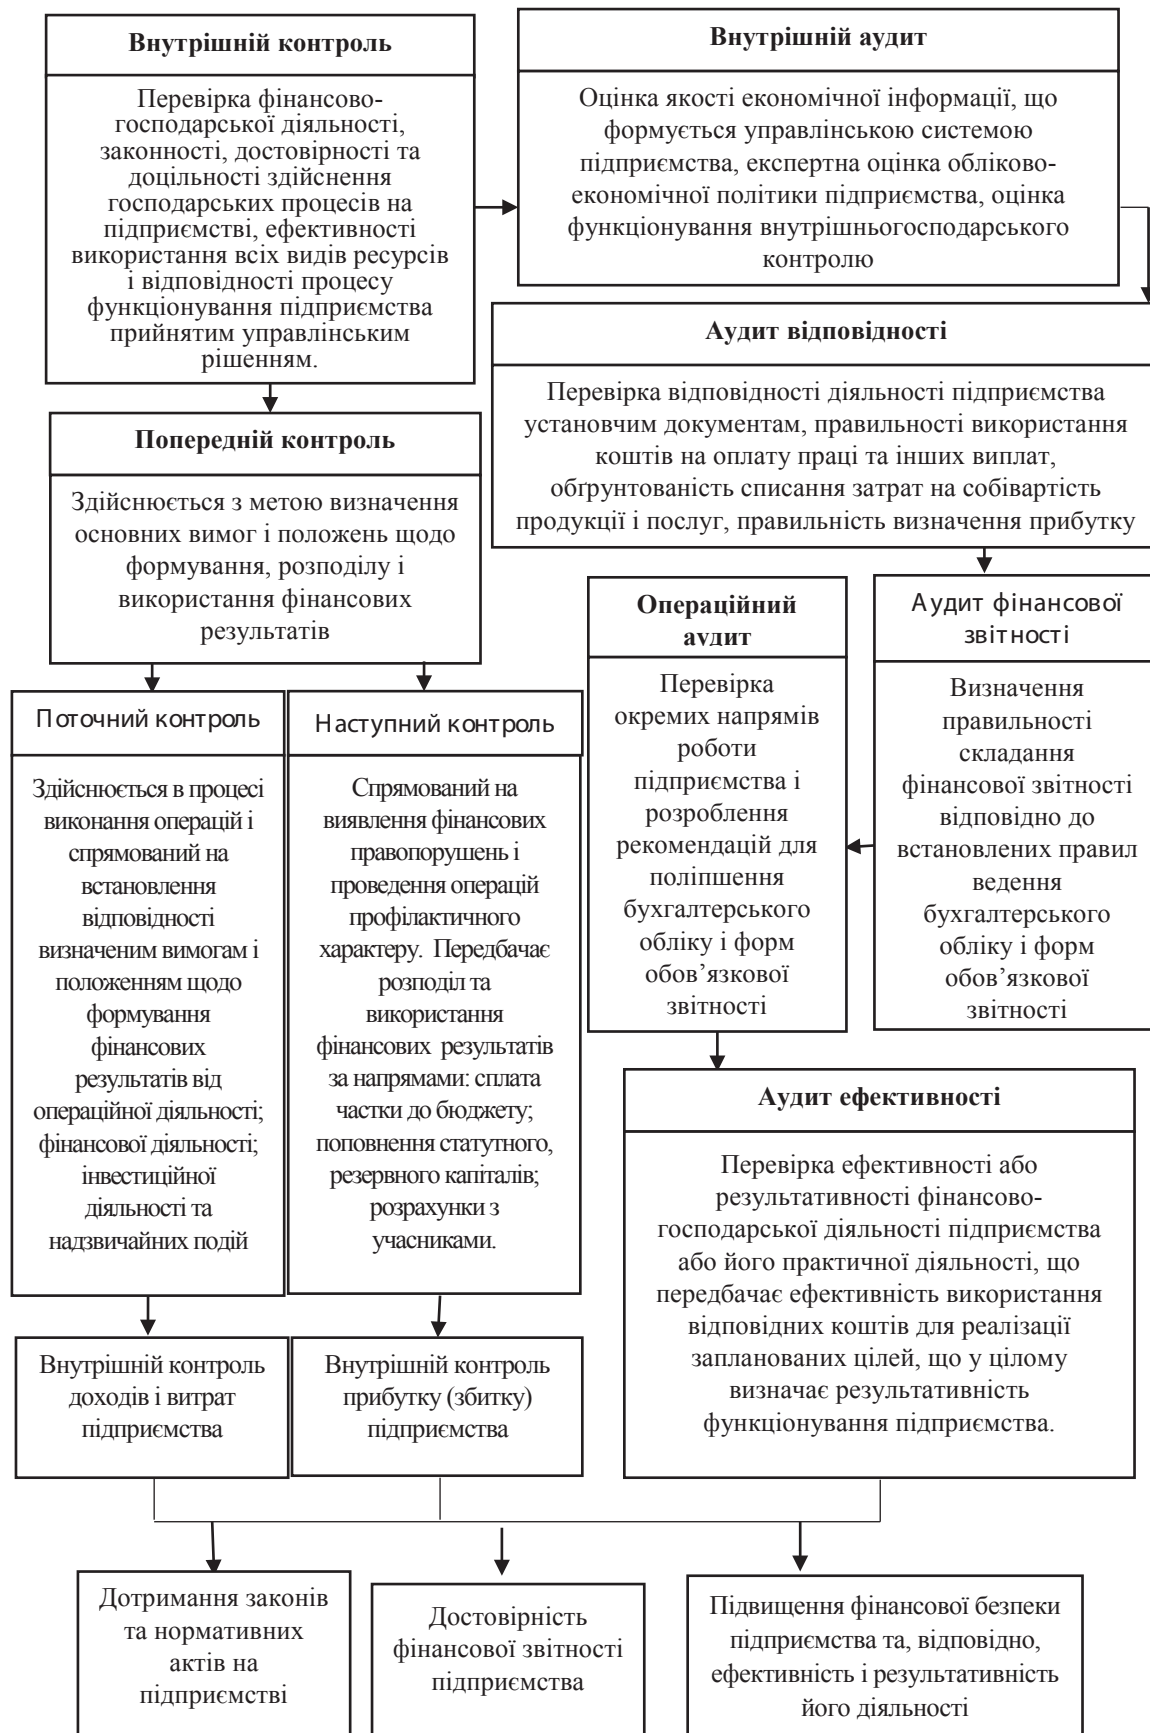 Внутрішній контроль
Перевірка фінансово-
господарської діяльності,
законності, достовірності та
доцільності здійснення
господарських процесів на
підприємстві, ефективності
використання всіх видів ресурсів
і відповідності процесу
функціонування підприємства
прийнятим управлінським
рішенням.
Внутрішній аудит
Оцінка якості економічної інформації, що
формується управлінською системою
підприємства, експертна оцінка обліково-
економічної політики підприємства, оцінка
функціонування внутрішньогосподарського
контролю
Аудит відповідності
Перевірка відповідності діяльності підприємства
установчим документам, правильності використання
коштів на оплату праці та інших виплат,
обґрунтованість списання затрат на собівартість
продукції і послуг, правильність визначення прибутку
Попередній контроль
Здійснюється з метою визначення
основних вимог і положень щодо
формування, розподілу і
використання фінансових
результатів
Операційний
аудит
Перевірка
окремих напрямів
роботи
підприємства і
розроблення
рекомендацій для
поліпшення
бухгалтерського
обліку і форм
обов’язкової
звітності
Аудит фінансової
звітності
Визначення
правильності
складання
фінансової звітності
відповідно до
встановлених правил
ведення
бухгалтерського
обліку і форм
обов’язкової
звітності
Поточний контроль
Здійснюється в процесі
виконання операцій і
спрямований на
встановлення
відповідності
визначеним вимогам і
положенням щодо
формування
фінансових
результатів від
операційної діяльності;
фінансової діяльності;
інвестиційної
діяльності та
надзвичайних подій
Наступний контроль
Спрямований на
виявлення фінансових
правопорушень і
проведення операцій
профілактичного
характеру. Передбачає
розподіл та
використання
фінансових результатів
за напрямами: сплата
частки до бюджету;
поповнення статутного,
резервного капіталів;
розрахунки з
учасниками.
Аудит ефективності
Перевірка ефективності або
результативності фінансово-
господарської діяльності підприємства
або його практичної діяльності, що
передбачає ефективність використання
відповідних коштів для реалізації
запланованих цілей, що у цілому
визначає результативність
функціонування підприємства.
Внутрішній контроль
доходів і витрат
підприємства
Внутрішній контроль
прибутку (збитку)
підприємства
Дотримання законів
та нормативних
актів на
підприємстві
Достовірність
фінансової звітності
підприємства
Підвищення фінансової безпеки
підприємства та, відповідно,
ефективність і результативність
його діяльності